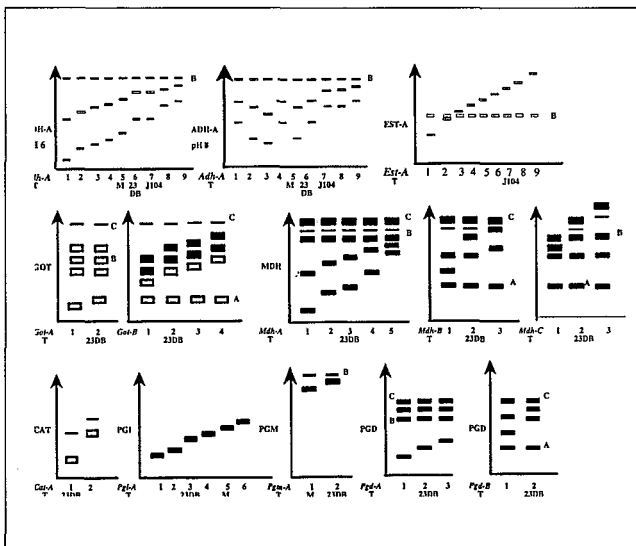 B
B
DH-A
ADH-A
EST-A
B
pH 8
Adh-A
Est-A
1 2 3 4 5 6 7 8 9
1 2 3 4 5 6 7 8 9
1 2 3 4 5 6 7 8 9
T
M 23 J104
T
M 23 J104
T
J104
DB
DB
C
C
C
C
C
B
B
B
GOT
MDH
A
A
A
Got-A
1 2
Got-B
1 2 3 4
Mdh-A
1 2 3 4 5
Mdh-B
1 2 3
Mdh-C
1 2 3
T
23DB
T
23DB
T
23DB
T
23DB
T
23DB
B
C
C
CAT
PGI
PGM
PGD
B
PGD
A
Cat-A
1 2
PgI-A
1 2 3 4 5 6
Pgm-A
1 2
Pgd-A
1 2 3
Pgd-B
1 2
T
23DB
T
23DB
M
T
M
23DB
T
23DB
T
23DB